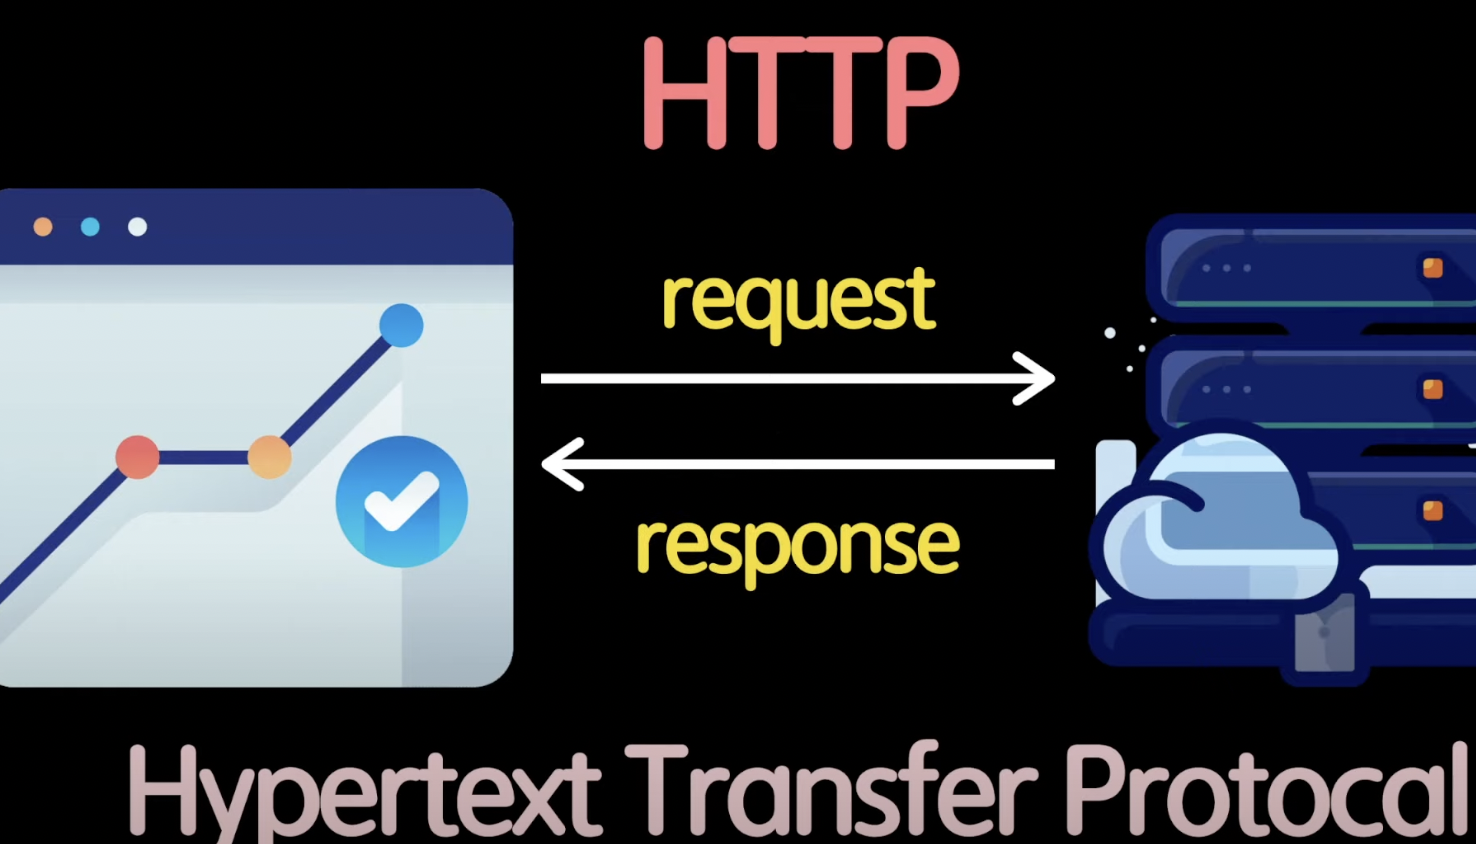 HTTP
request
response
Hypertext Transfer Protocal